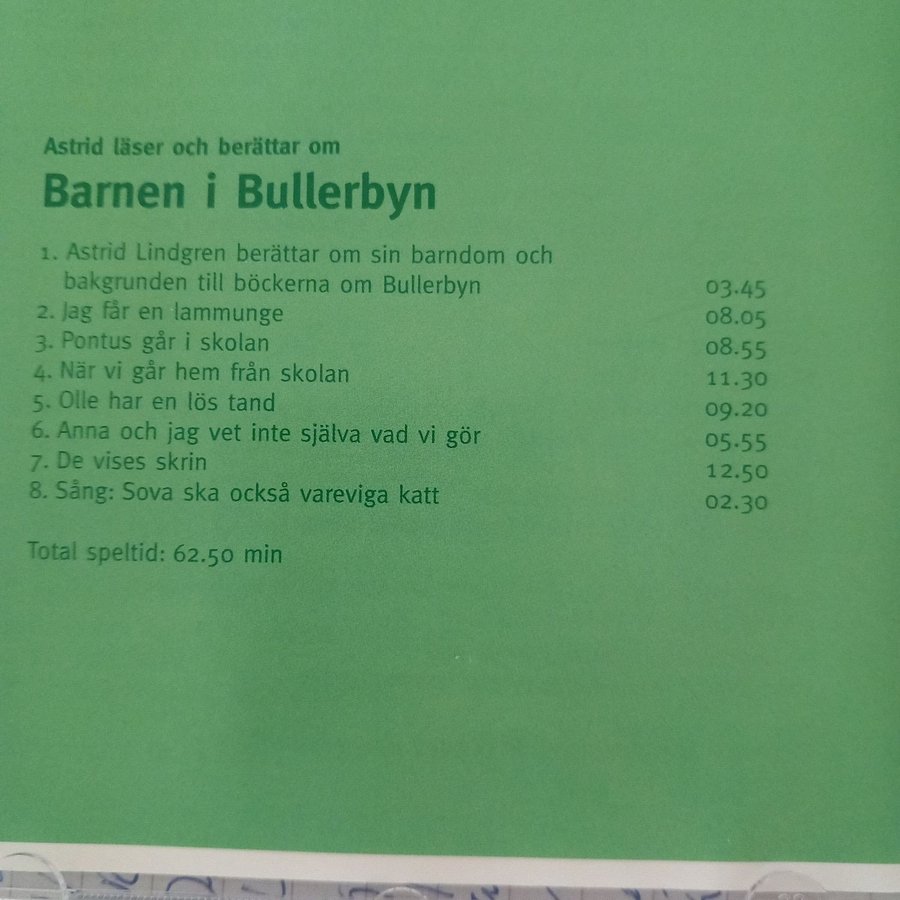 Astrid läser och berättar om
Barnen i Bullerbyn
1. Astrid Lindgren berättar om sin barndom och
bakgrunden till böckerna om Bullerbyn 03.45
2. Jag får en lammunge 08.05
3. Pontus går i skolan 08.55
4. När vi går hem från skolan 11.30
5. Olle har en lös tand 09.20
6. Anna och jag vet inte själva vad vi gör 05.55
7. De vises skrin 12.50
8. Sång: Sova ska också vareviga katt 02.30
Total speltid: 62.50 min